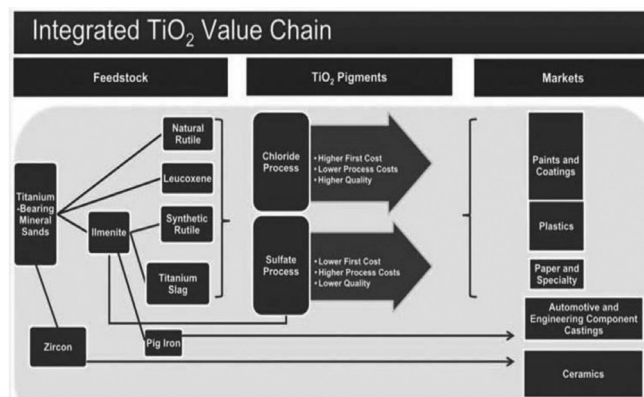 Integrated TiO₂ Value Chain
Feedstock
TiO₂ Pigments
Markets
Natural
Rutile
Leucoxene
Titanium
-Bearing
Mineral
Sands
Ilmenite
Synthetic
Rutile
Titanium
Slag
Zircon
Pig Iron
Chloride
Process
• Higher First Cost
• Lower Process Costs
• Higher Quality
Sulfate
Process
• Lower First Cost
• Higher Process Costs
• Lower Quality
Paints and
Coatings
Plastics
Paper and
Specialty
Automotive and
Engineering Component
Castings
Ceramics